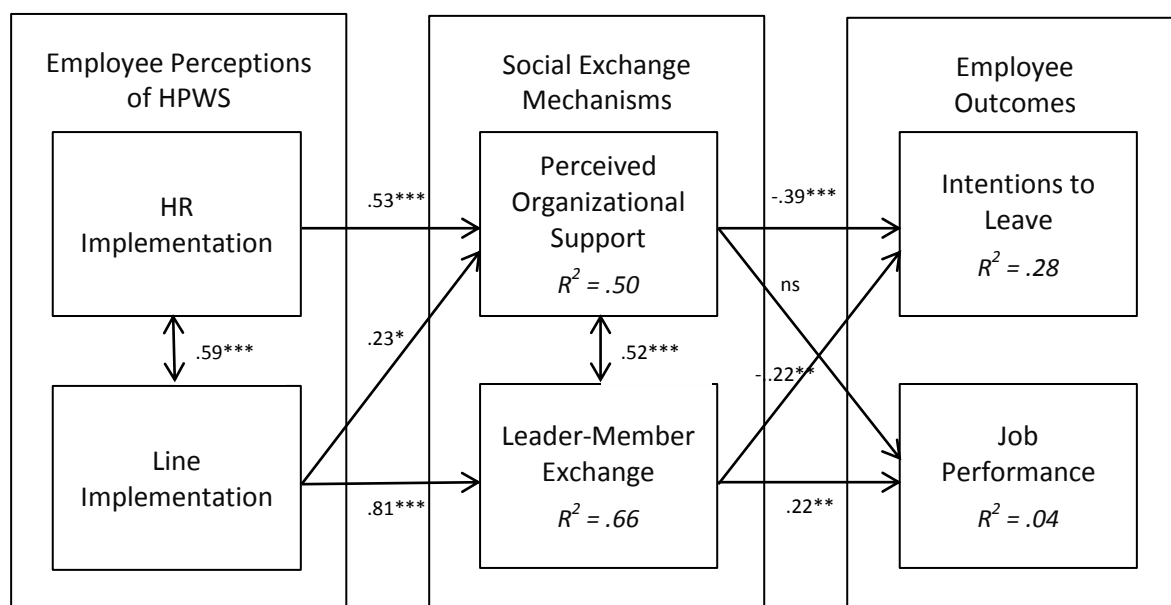 Employee Perceptions
of HPWS
Social Exchange
Mechanisms
Employee
Outcomes
HR
Implementation
.53***
Perceived
Organizational
Support
R² = .50
-.39***
Intentions to
Leave
R² = .28
ns
.59***
.23*
.52***
-.22**
Line
Implementation
.81***
Leader-Member
Exchange
R² = .66
.22**
Job
Performance
R² = .04